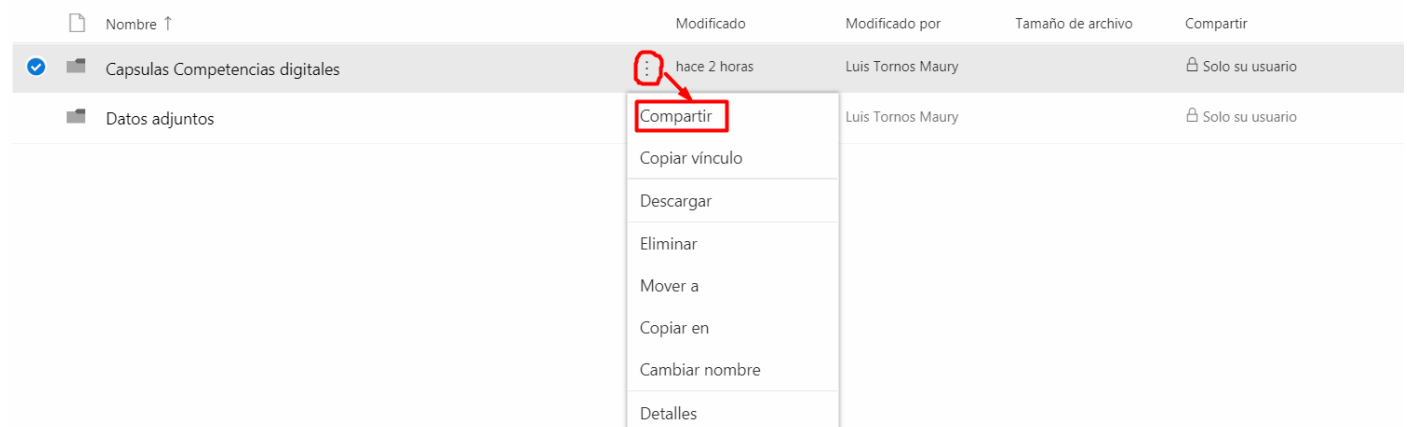 Nombre ↑ Modificado Modificado por Tamaño de archivo Compartir
Capsulas Competencias digitales hace 2 horas Luis Tornos Maury Solo su usuario
Datos adjuntos Luis Tornos Maury Solo su usuario
Compartir
Copiar vínculo
Descargar
Eliminar
Mover a
Copiar en
Cambiar nombre
Detalles